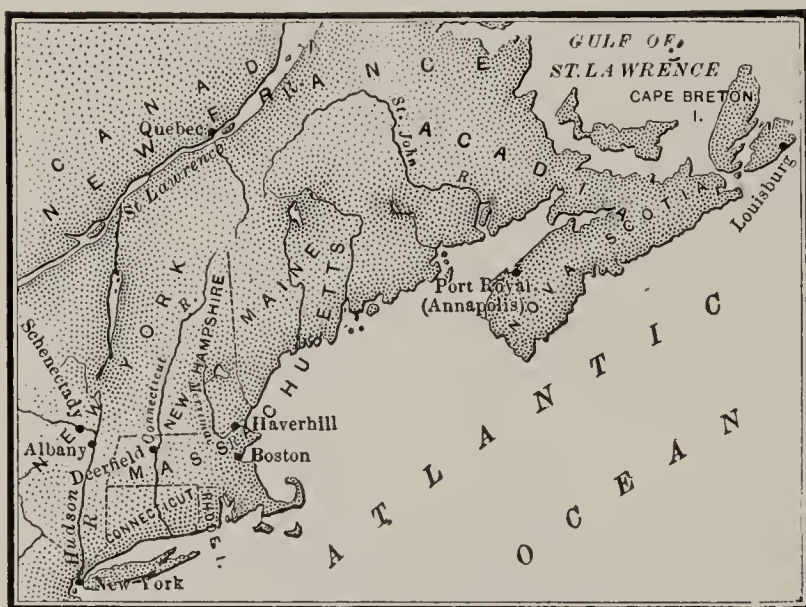 GULF OF
ST. LAWRENCE
CAPE BRETON
I.
CANADA
NEW FRANCE
Quebec
R.
St. Lawrence
St. John
R
ACADIA
Louisburg
NOVA SCOTIA
Port Royal
(Annapolis)
MAINE
NEW YORK
R.
NEW HAMPSHIRE
Connecticut
Schenectady
Albany
Deerfield
Haverhill
MASSACHUSETTS
Boston
Hudson
R
CONNECTICUT
RHODE I.
New York
ATLANTIC
OCEAN